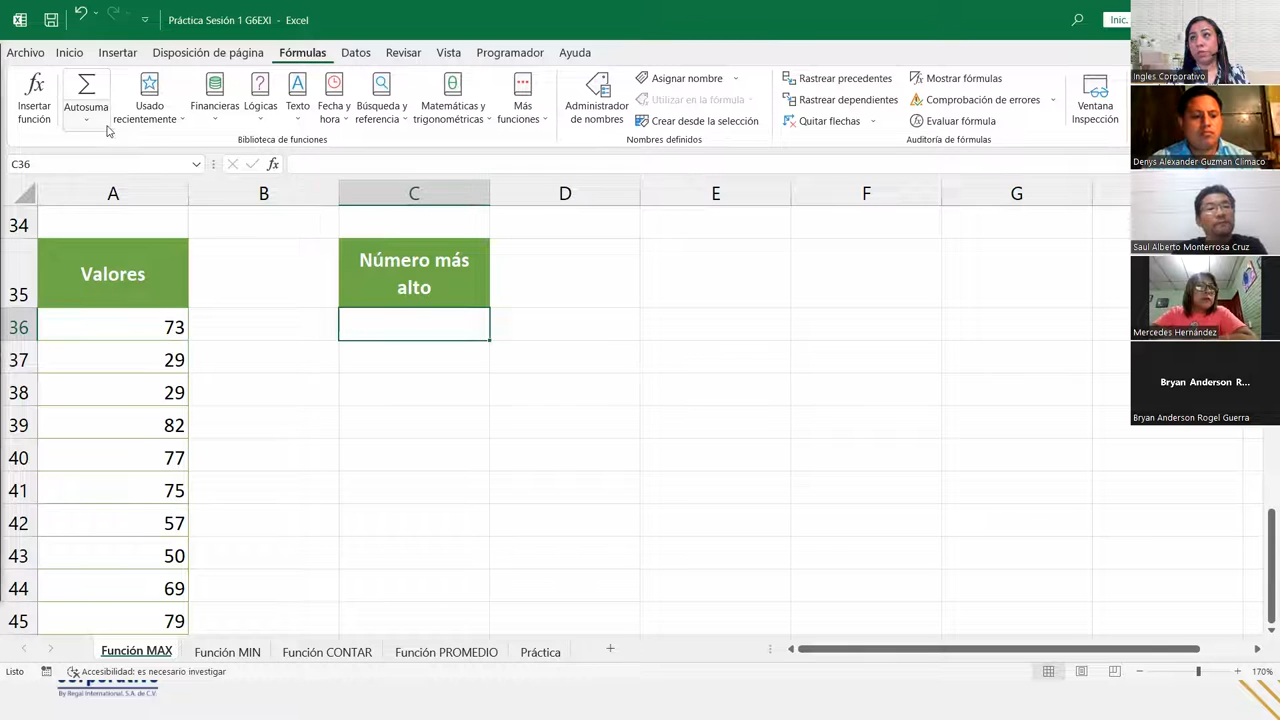 Práctica Sesión 1 G6EXI - Excel
Inic.
Archivo Inicio Insertar Disposición de página Fórmulas Datos Revisar Ayuda
Insertar función
Autosuma
Usado recientemente
Financieras
Lógicas
Texto
Fecha y hora
Búsqueda y referencia
Matemáticas y trigonométricas
Más
Biblioteca de funciones
Administrador de nombres
Asignar nombre
Utilizar en la fórmula
Crear desde la selección
Nombres definidos
Rastrear precedentes
Rastrear dependientes
Quitar flechas
Mostrar fórmulas
Comprobación de errores
Evaluar fórmula
Auditoría de fórmulas
Ventana Inspección
C36
fx
A B C D E F G
34
35 Valores Número más alto
36 73
37 29
38 29
39 82
40 77
41 75
42 57
43 50
44 69
45 79
Función MAX Función MIN Función CONTAR Función PROMEDIO Práctica
Listo Accesibilidad: es necesario investigar 170%
By Regal International, S.A. de C.V.
Ingles Corporativo
Denys Alexander Guzmán Climaco
Saul Alberto Monterrosa Cruz
Mercedes Hernández
Bryan Anderson R...
Bryan Anderson Rogel Guerra